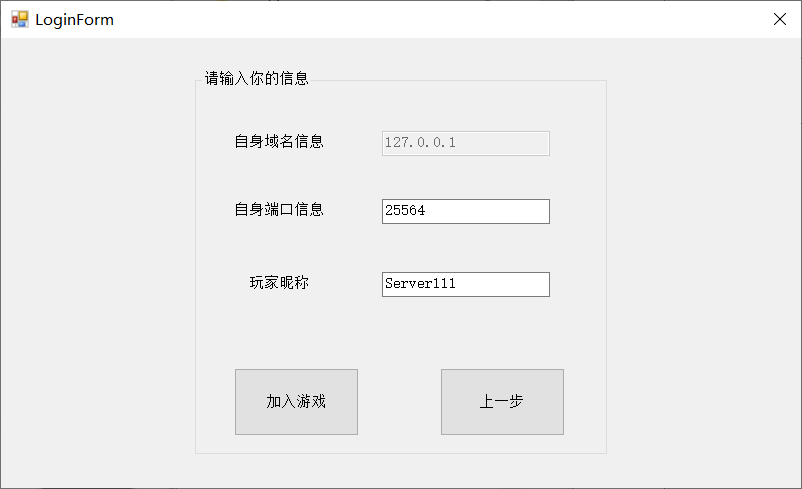 LoginForm
请输入你的信息
自身域名信息
127.0.0.1
自身端口信息
25564
玩家昵称
Server111
加入游戏
上一步